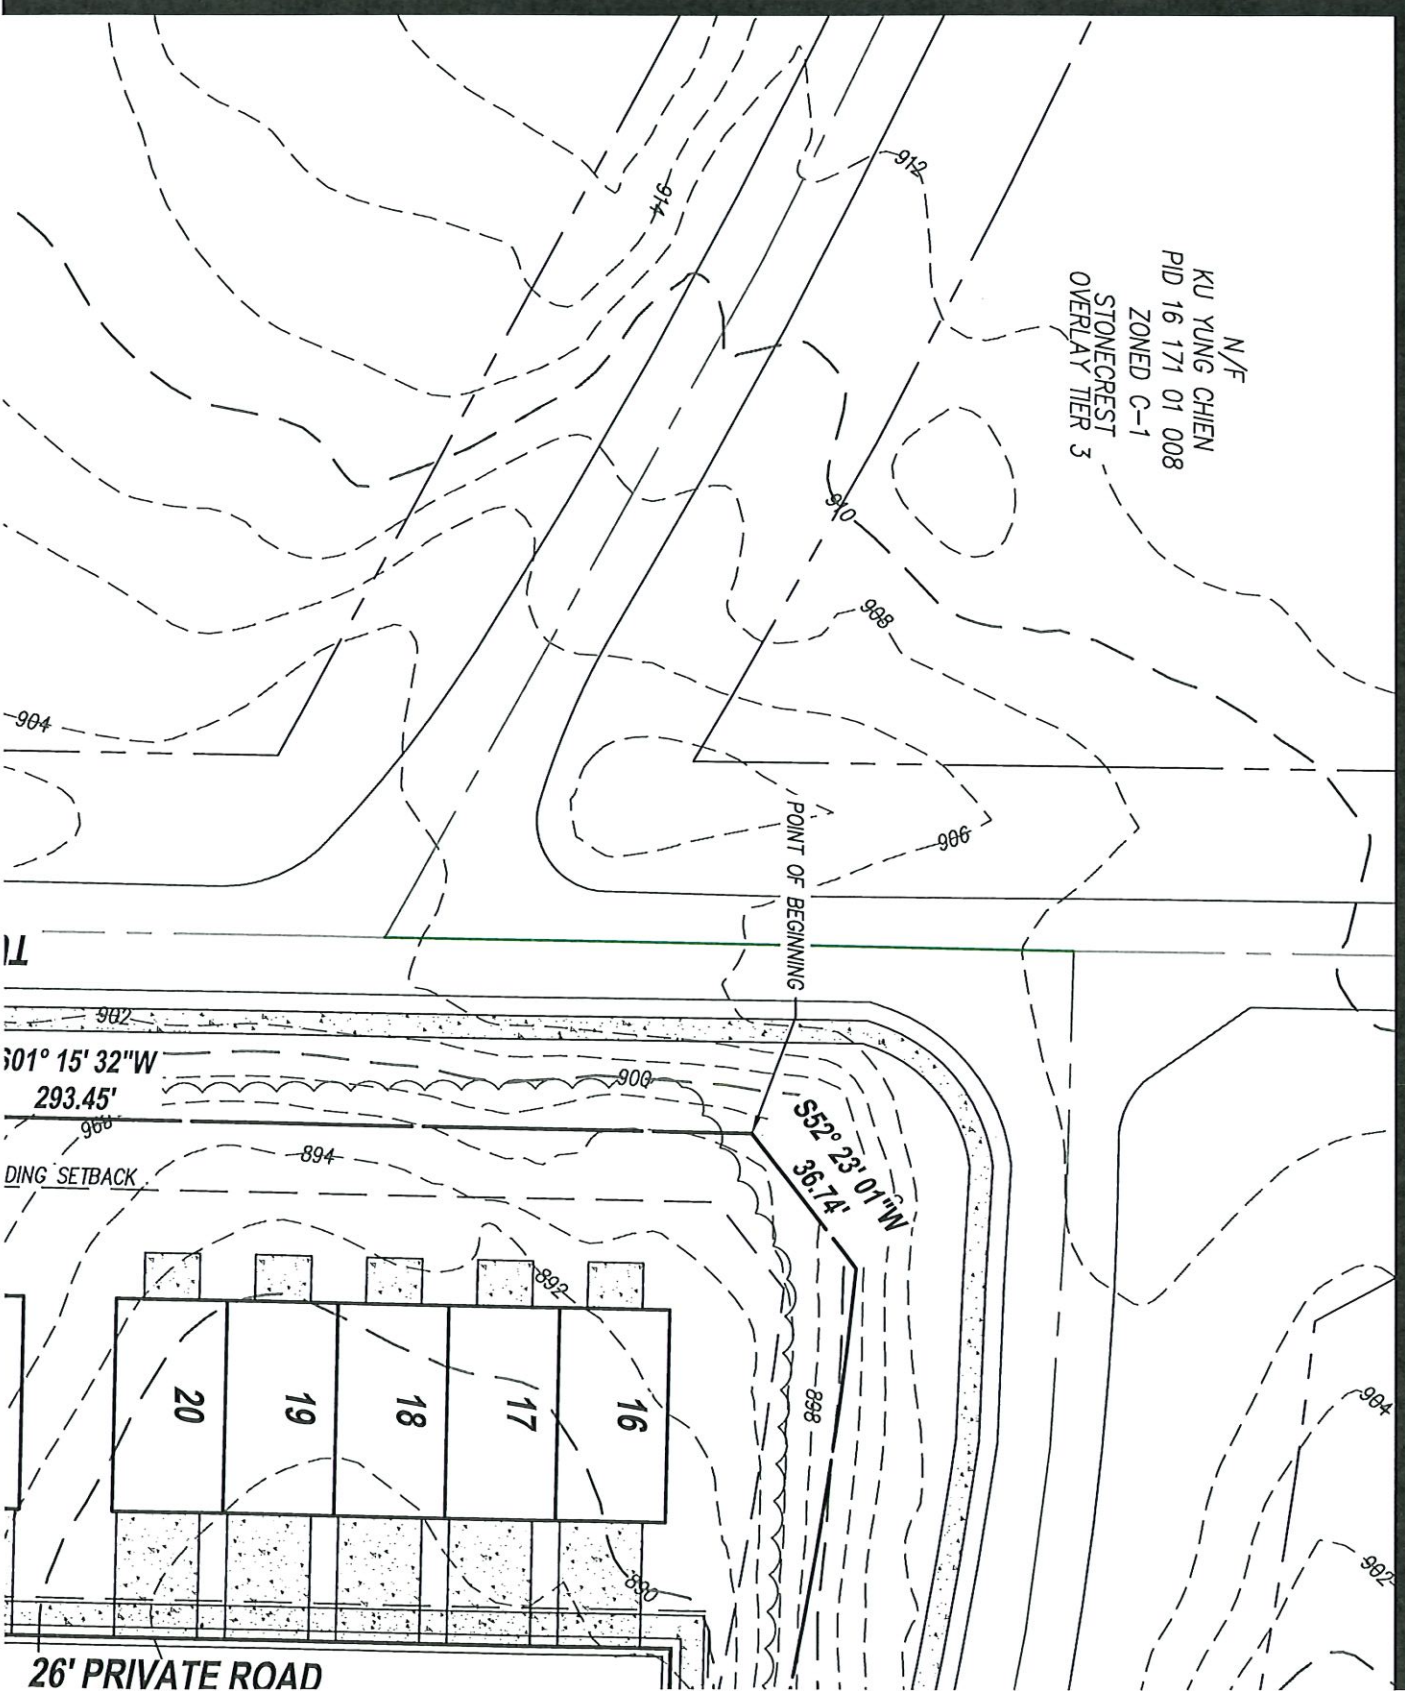 N/F
KU YUNG CHIEN
PID 16 171 01 008
ZONED C-1
STONECREST
OVERLAY TIER 3
912
914
910
908
904
906
POINT OF BEGINNING
902
S01° 15' 32"W
293.45'
900
S52° 23' 01"W
36.74'
894
DING SETBACK
892
898
904
20
19
18
17
16
902
890
26' PRIVATE ROAD